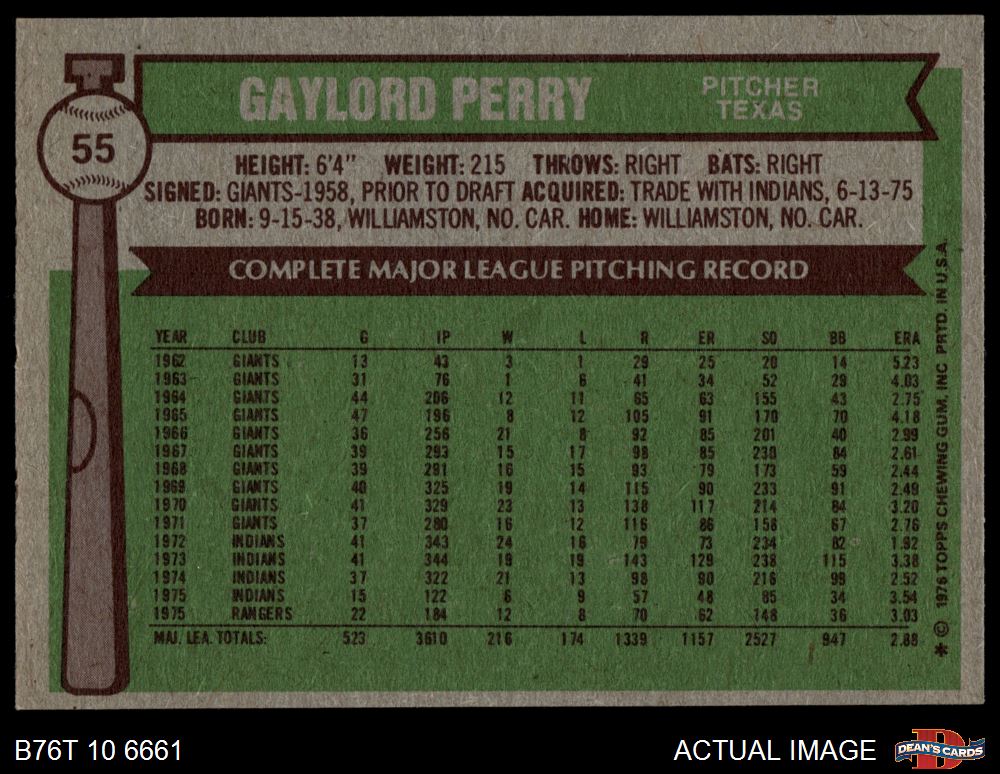 GAYLORD PERRY
PITCHER
TEXAS
55
HEIGHT: 6'4" WEIGHT: 215 THROWS: RIGHT BATS: RIGHT
SIGNED: GIANTS-1958, PRIOR TO DRAFT ACQUIRED: TRADE WITH INDIANS, 6-13-75
BORN: 9-15-38, WILLIAMSTON, NO. CAR. HOME: WILLIAMSTON, NO. CAR.
COMPLETE MAJOR LEAGUE PITCHING RECORD
YEAR CLUB G IP W L R ER SO BB ERA
1962 GIANTS 13 43 3 1 29 25 20 14 5.23
1963 GIANTS 31 76 1 6 41 34 52 29 4.03
1964 GIANTS 44 206 12 11 65 63 155 43 2.75
1965 GIANTS 47 196 8 12 105 91 170 70 4.18
1966 GIANTS 36 256 21 8 92 85 201 40 2.99
1967 GIANTS 39 293 15 17 98 85 230 84 2.61
1968 GIANTS 39 291 16 15 93 79 173 59 2.44
1969 GIANTS 40 325 19 14 115 90 233 91 2.49
1970 GIANTS 41 329 23 13 138 117 214 84 3.20
1971 GIANTS 37 280 16 12 116 86 158 67 2.76
1972 INDIANS 41 343 24 16 79 73 234 82 1.92
1973 INDIANS 41 344 19 19 143 129 238 115 3.38
1974 INDIANS 37 322 21 13 98 90 216 99 2.52
1975 INDIANS 15 122 6 9 57 48 85 34 3.54
1975 RANGERS 22 184 12 8 70 62 148 36 3.03
MAJ. LEA. TOTALS: 523 3610 216 174 1339 1157 2527 947 2.88
* © 1976 TOPPS CHEWING GUM, INC PRTD. IN U.S.A.
B76T 10 6661
ACTUAL IMAGE
D
DEAN'S CARDS